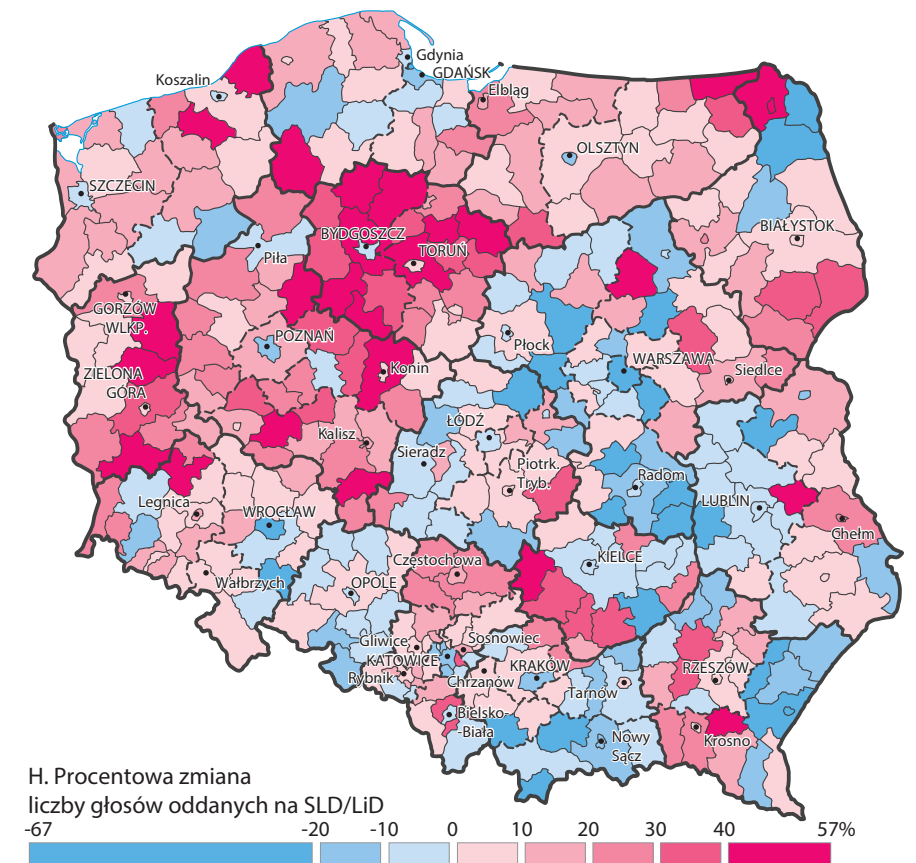 Gdynia
GDAŃSK
Koszalin
Elbląg
OLSZTYN
SZCZECIN
BYDGOSZCZ
BIAŁYSTOK
Piła
TORUŃ
GORZÓW
WLKP.
POZNAŃ
Płock
WARSZAWA
ZIELONA
GÓRA
Konin
Siedlce
Kalisz
ŁÓDŹ
Sieradz
Piotrk.
Tryb.
Radom
Legnica
WROCŁAW
LUBLIN
Chełm
Częstochowa
KIELCE
Wałbrzych
OPOLE
Gliwice
Sosnowiec
KATOWICE
KRAKÓW
RZESZÓW
Rybnik
Chrzanów
Tarnów
Bielsko-
-Biała
Nowy
Sącz
Krosno
H. Procentowa zmiana
liczby głosów oddanych na SLD/LiD
-67 -20 -10 0 10 20 30 40 57%